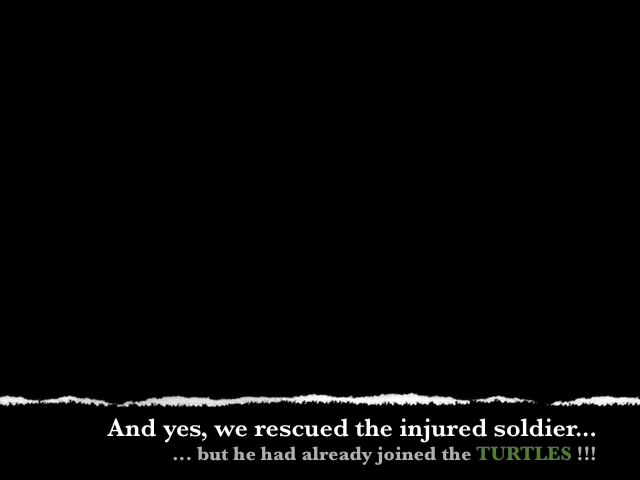 And yes, we rescued the injured soldier...
... but he had already joined the TURTLES !!!